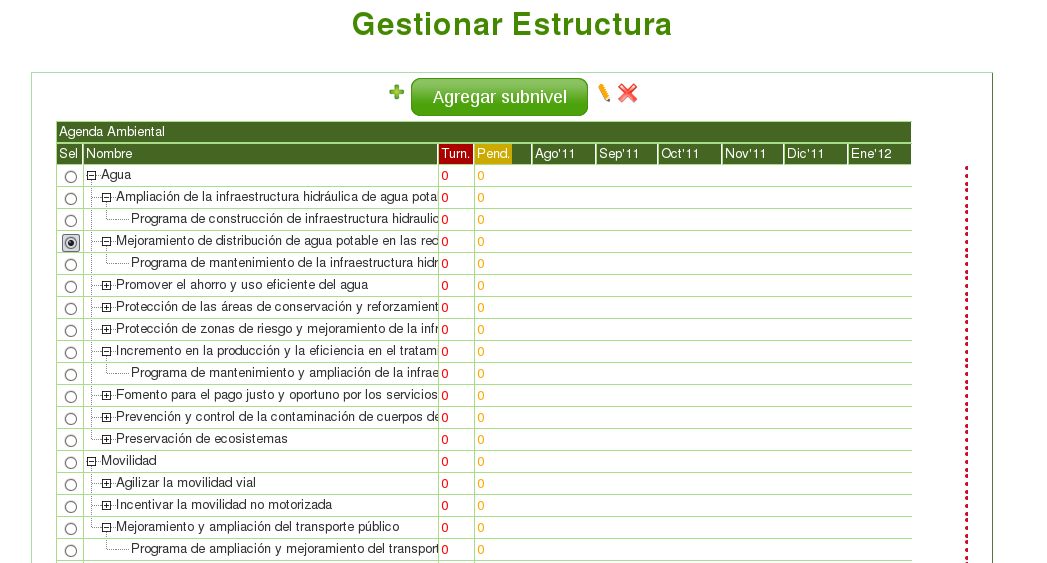 Gestionar Estructura
Agregar subnivel
Agenda Ambiental
Sel Nombre Turn. Pend. Ago'11 Sep'11 Oct'11 Nov'11 Dic'11 Ene'12
Agua 0 0
Ampliación de la infraestructura hidráulica de agua pota 0 0
Programa de construcción de infraestructura hidraulic 0 0
Mejoramiento de distribución de agua potable en las red 0 0
Programa de mantenimiento de la infraestructura hidr 0 0
Promover el ahorro y uso eficiente del agua 0 0
Protección de las áreas de conservación y reforzamient 0 0
Protección de zonas de riesgo y mejoramiento de la infr 0 0
Incremento en la producción y la eficiencia en el tratam 0 0
Programa de mantenimiento y ampliación de la infrae 0 0
Fomento para el pago justo y oportuno por los servicios 0 0
Prevención y control de la contaminación de cuerpos de 0 0
Preservación de ecosistemas 0 0
Movilidad 0 0
Agilizar la movilidad vial 0 0
Incentivar la movilidad no motorizada 0 0
Mejoramiento y ampliación del transporte público 0 0
Programa de ampliación y mejoramiento del transport 0 0